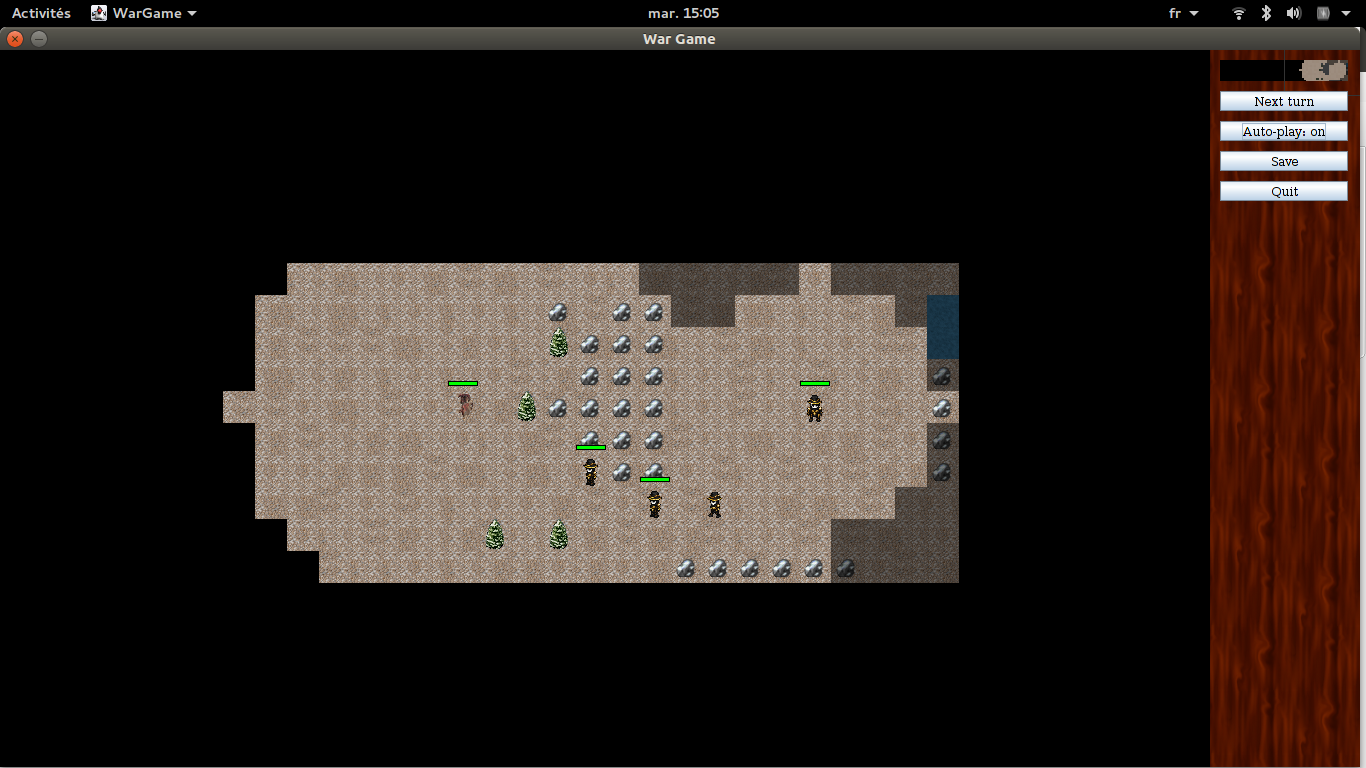 Activités WarGame mar. 15:05 fr
War Game
Next turn
Auto-play: on
Save
Quit